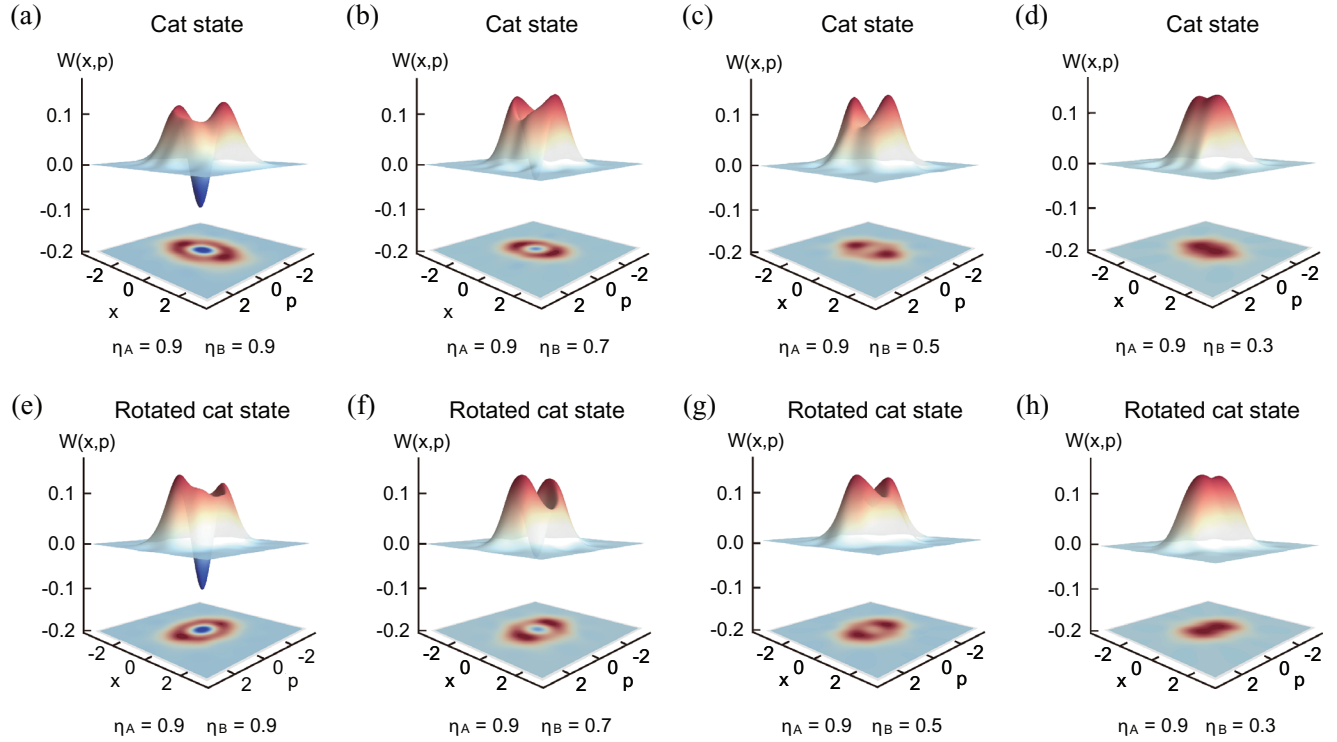 (a)
Cat state
W(x,p)
0.1
0.0
-0.1
-0.2
-2
0
2
x
2
0
-2
p
ηA = 0.9 ηB = 0.9
(b)
Cat state
W(x,p)
0.1
0.0
-0.1
-0.2
-2
0
2
x
2
0
-2
p
ηA = 0.9 ηB = 0.7
(c)
Cat state
W(x,p)
0.1
0.0
-0.1
-0.2
-2
0
2
x
2
0
-2
p
ηA = 0.9 ηB = 0.5
(d)
Cat state
W(x,p)
0.1
0.0
-0.1
-0.2
-2
0
2
x
2
0
-2
p
ηA = 0.9 ηB = 0.3
(e)
Rotated cat state
W(x,p)
0.1
0.0
-0.1
-0.2
-2
0
2
x
2
0
-2
p
ηA = 0.9 ηB = 0.9
(f)
Rotated cat state
W(x,p)
0.1
0.0
-0.1
-0.2
-2
0
2
x
2
0
-2
p
ηA = 0.9 ηB = 0.7
(g)
Rotated cat state
W(x,p)
0.1
0.0
-0.1
-0.2
-2
0
2
x
2
0
-2
p
ηA = 0.9 ηB = 0.5
(h)
Rotated cat state
W(x,p)
0.1
0.0
-0.1
-0.2
-2
0
2
x
2
0
-2
p
ηA = 0.9 ηB = 0.3